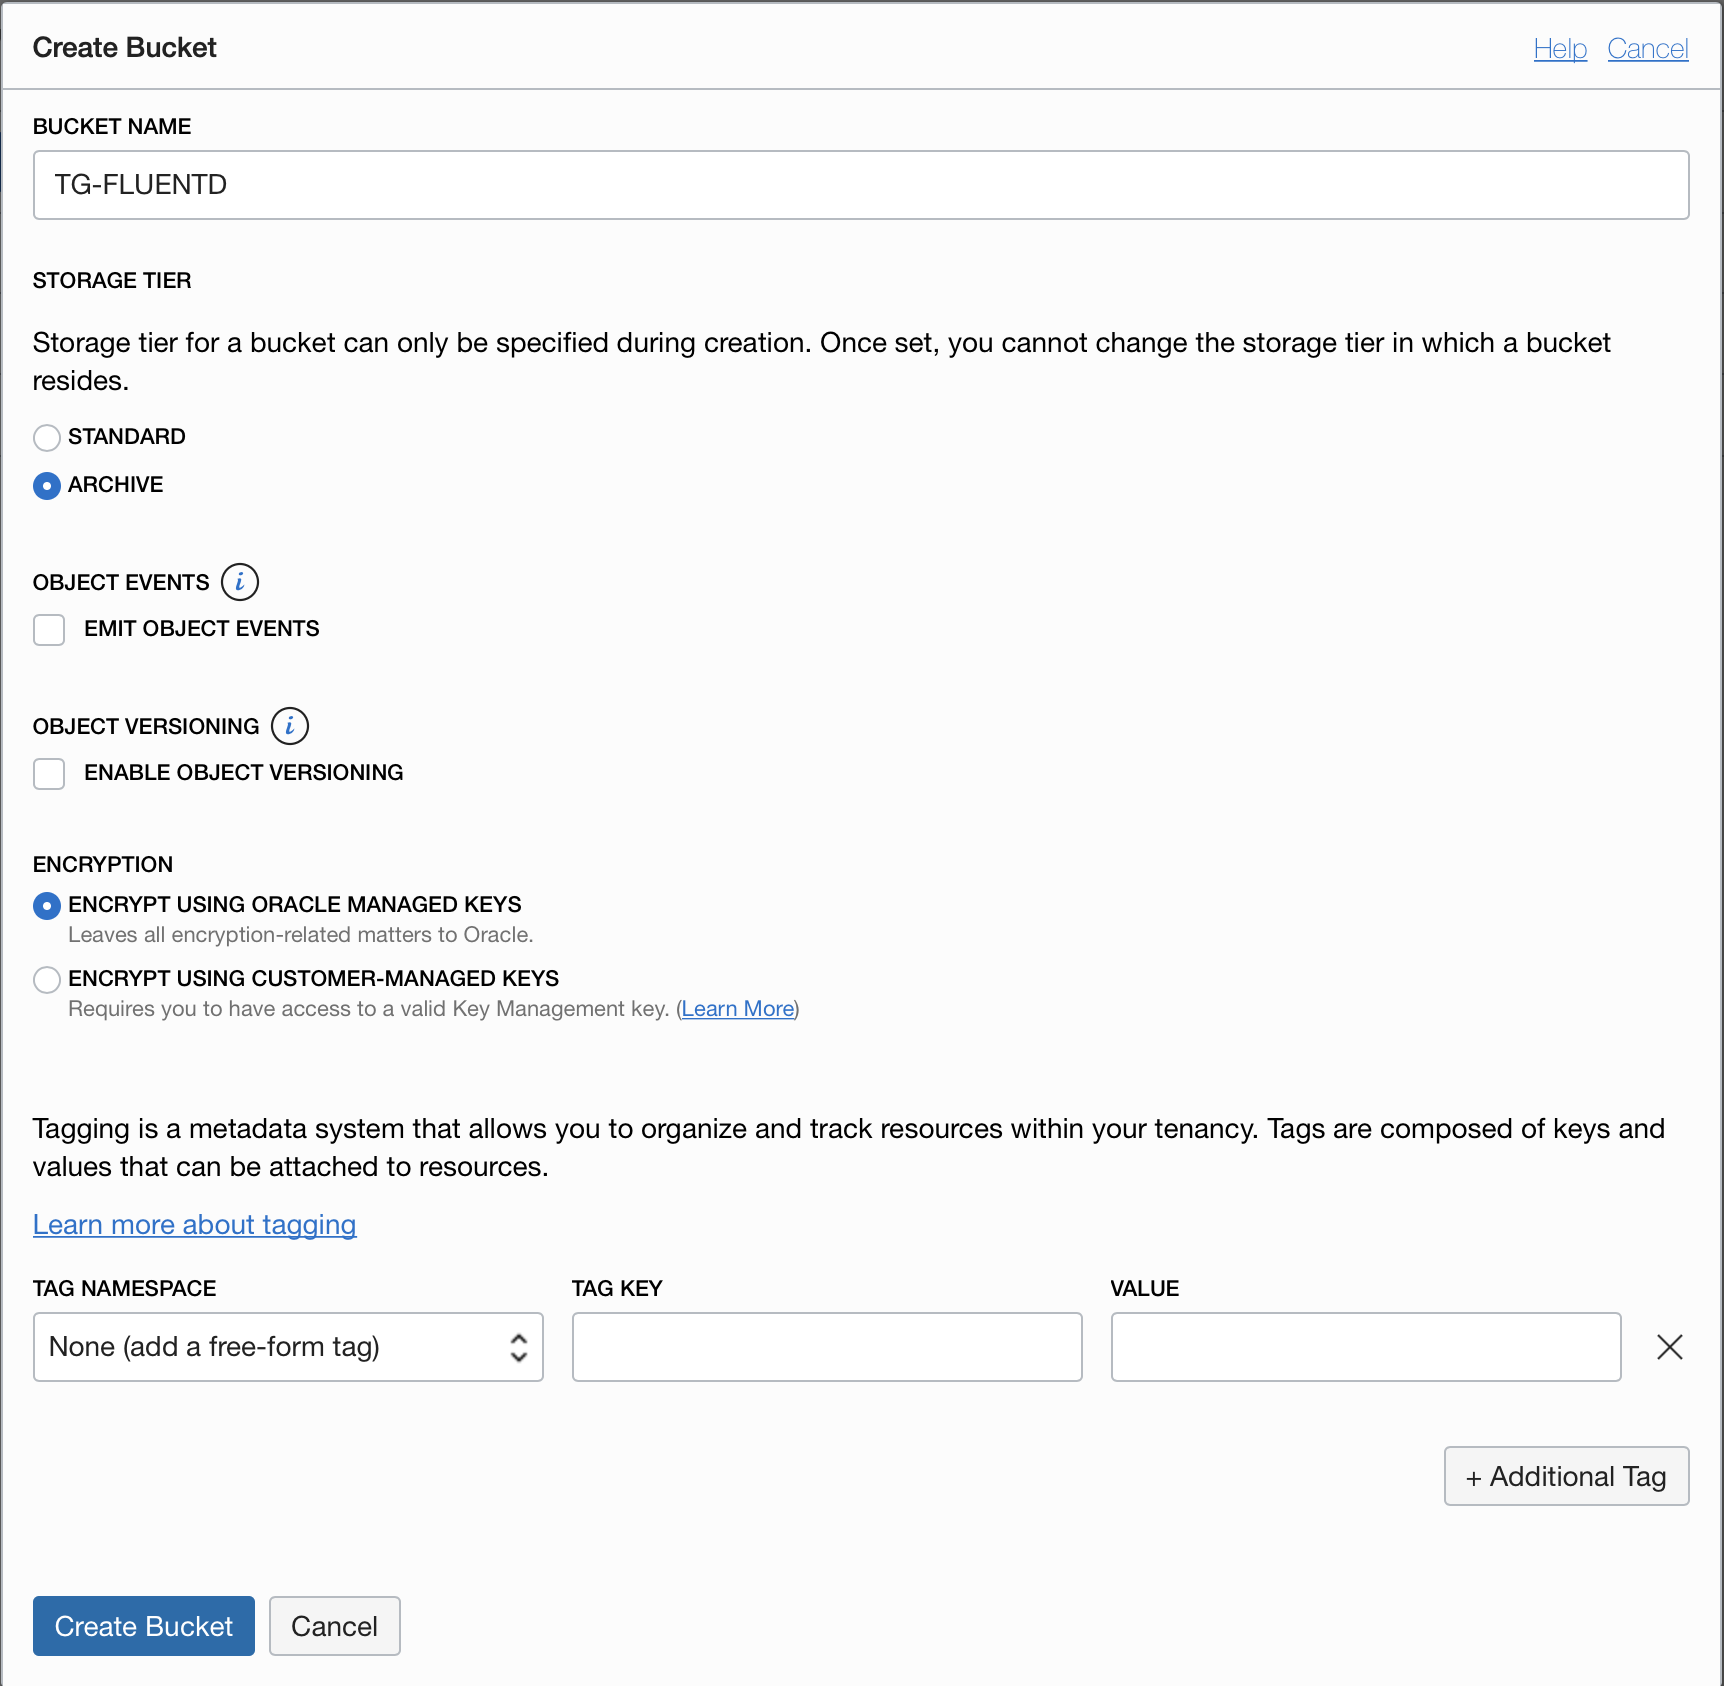 Create Bucket
Help Cancel
BUCKET NAME
TG-FLUENTD
STORAGE TIER
Storage tier for a bucket can only be specified during creation. Once set, you cannot change the storage tier in which a bucket
resides.
STANDARD
ARCHIVE
OBJECT EVENTS i
EMIT OBJECT EVENTS
OBJECT VERSIONING i
ENABLE OBJECT VERSIONING
ENCRYPTION
ENCRYPT USING ORACLE MANAGED KEYS
Leaves all encryption-related matters to Oracle.
ENCRYPT USING CUSTOMER-MANAGED KEYS
Requires you to have access to a valid Key Management key. (Learn More)
Tagging is a metadata system that allows you to organize and track resources within your tenancy. Tags are composed of keys and
values that can be attached to resources.
Learn more about tagging
TAG NAMESPACE TAG KEY VALUE
None (add a free-form tag)
+ Additional Tag
Create Bucket Cancel